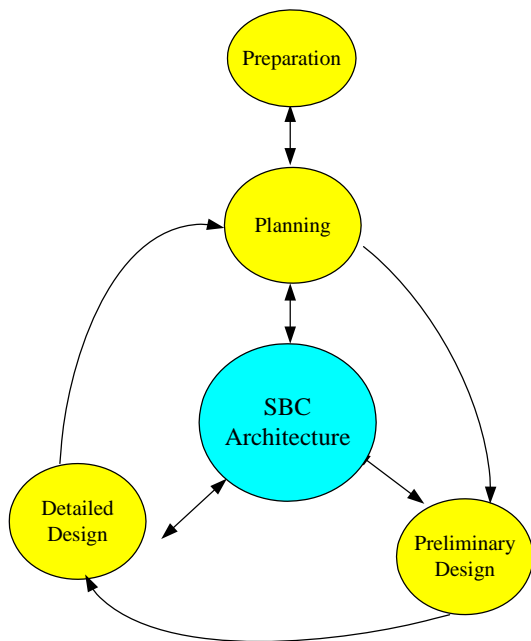 Preparation
Planning
SBC
Architecture
Detailed
Design
Preliminary
Design